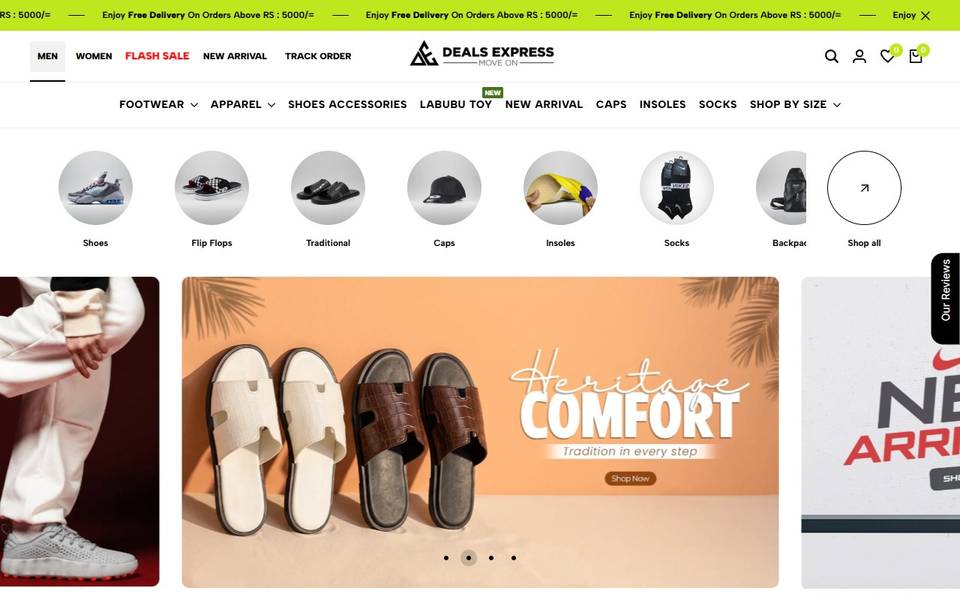 RS : 5000/= — Enjoy Free Delivery On Orders Above RS : 5000/= — Enjoy Free Delivery On Orders Above RS : 5000/= — Enjoy Free Delivery On Orders Above RS : 5000/= — Enjoy
MEN WOMEN FLASH SALE NEW ARRIVAL TRACK ORDER
DEALS EXPRESS
MOVE ON
0 0
NEW
FOOTWEAR APPAREL SHOES ACCESSORIES LABUBU TOY NEW ARRIVAL CAPS INSOLES SOCKS SHOP BY SIZE
Shoes Flip Flops Traditional Caps Insoles Socks Backpac Shop all
Our Reviews
Heritage
COMFORT
Tradition in every step
Shop Now
NE
ARRI
SH